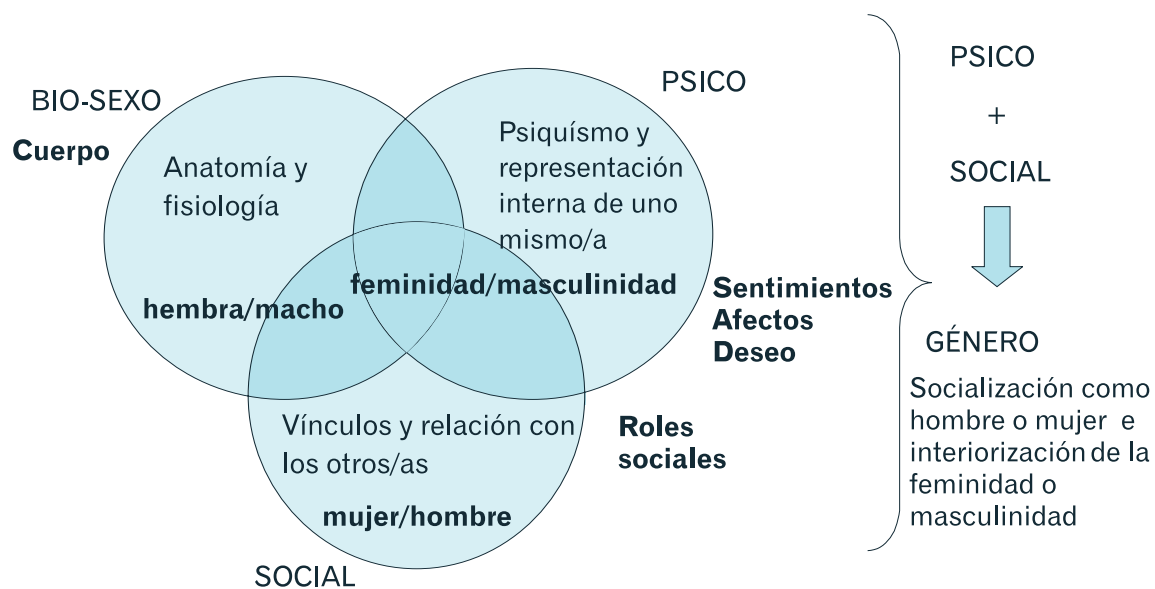 BIO-SEXO
Cuerpo
Anatomía y
fisiología
hembra/macho
PSICO
Psiquísmo y
representación
interna de uno
mismo/a
feminidad/masculinidad
Sentimientos
Afectos
Deseo
Vínculos y relación con
los otros/as
mujer/hombre
Roles
sociales
SOCIAL
PSICO
+
SOCIAL
GÉNERO
Socialización como
hombre o mujer e
interiorización de la
feminidad o
masculinidad